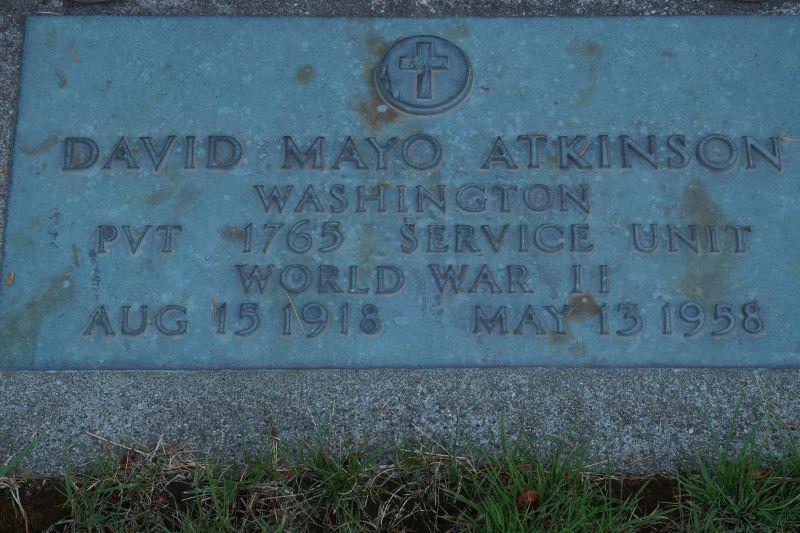 DAVID MAYO ATKINSON
WASHINGTON
PVT 1765 SERVICE UNIT
WORLD WAR II
AUG 15 1918 MAY 13 1958